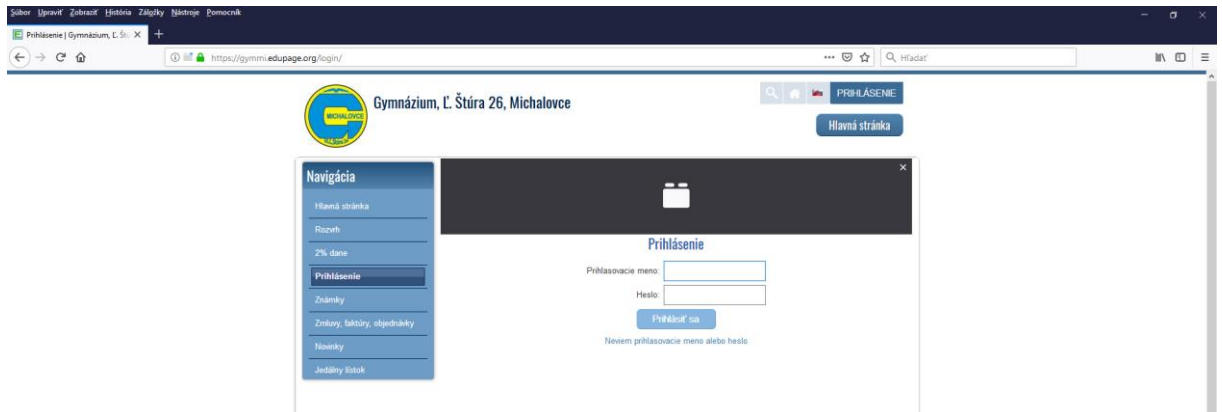 Súbor Upraviť Zobraziť História Záložky Nástroje Pomocník
Prihlásenie | Gymnázium, Ľ. Štú
https://gymmi.edupage.org/login/
Hľadať
MICHALOVCE
Gymnázium, Ľ. Štúra 26, Michalovce
PRIHLÁSENIE
Hlavná stránka
Navigácia
Hlavná stránka
Rozvrh
2% dane
Prihlásenie
Známky
Zmluvy, faktúry, objednávky
Novinky
Jedálny lístok
Prihlásenie
Prihlasovacie meno:
Heslo:
Prihlásiť sa
Neviem prihlasovacie meno alebo heslo